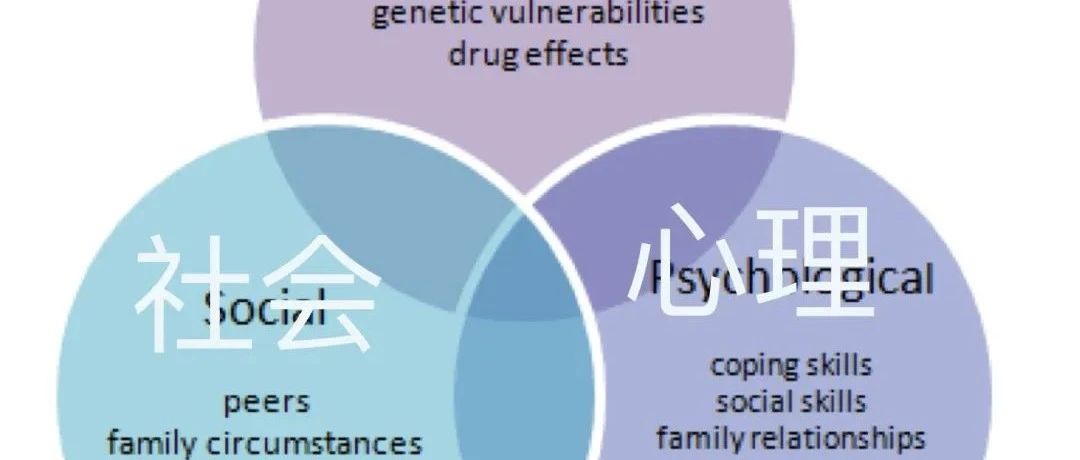 genetic vulnerabilities
drug effects
社会
Social
peers
family circumstances
心理
Psychological
coping skills
social skills
family relationships